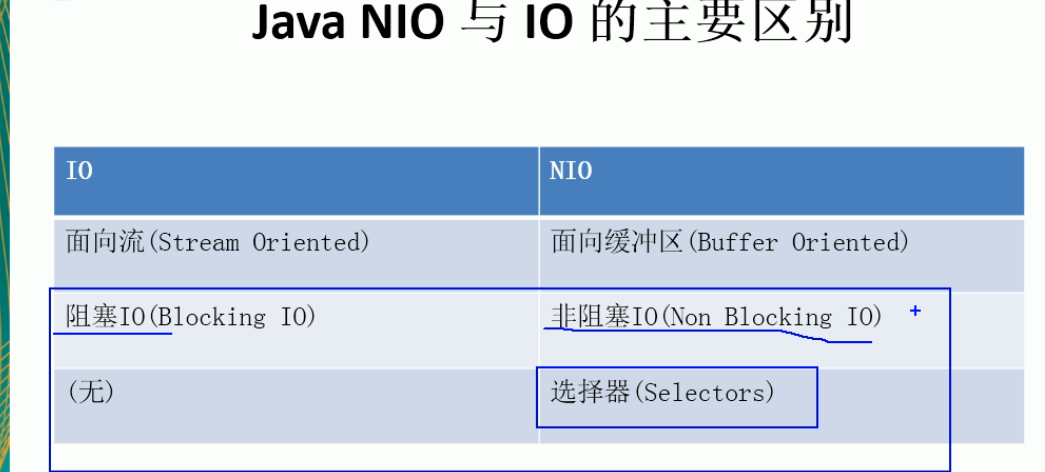 Java NIO 与 IO 的主要区别
IO NIO
面向流(Stream Oriented) 面向缓冲区(Buffer Oriented)
阻塞IO(Blocking IO) 非阻塞IO(Non Blocking IO)
(无) 选择器(Selectors)